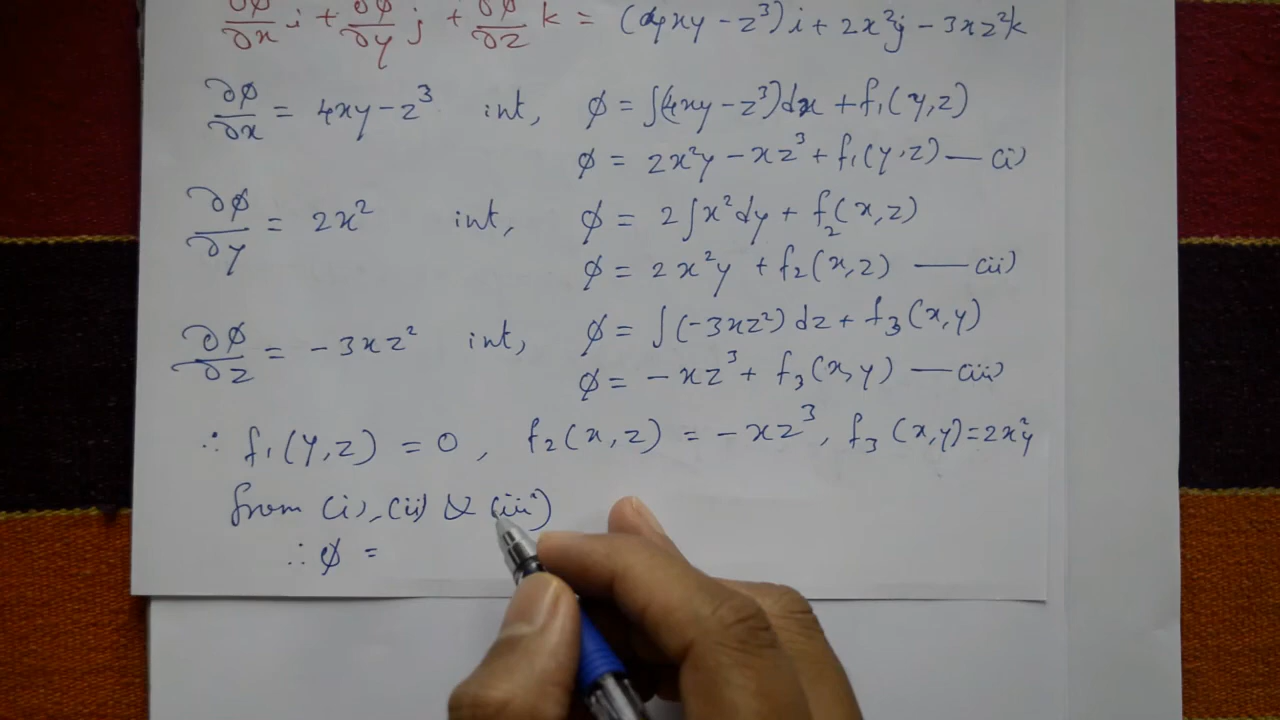 ∂φ/∂x i + ∂φ/∂y j + ∂φ/∂z k = (4xy − z³)i + 2x²j − 3xz²k
∂φ/∂x = 4xy − z³ int, φ = ∫(4xy − z³)dx + f₁(y,z)
φ = 2x²y − xz³ + f₁(y,z) — (i)
∂φ/∂y = 2x² int, φ = 2∫x²dy + f₂(x,z)
φ = 2x²y + f₂(x,z) — (ii)
∂φ/∂z = −3xz² int, φ = ∫(−3xz²)dz + f₃(x,y)
φ = −xz³ + f₃(x,y) — (iii)
∴ f₁(y,z) = 0, f₂(x,z) = −xz³, f₃(x,y) = 2x²y
from (i), (ii) & (iii)
∴ φ =